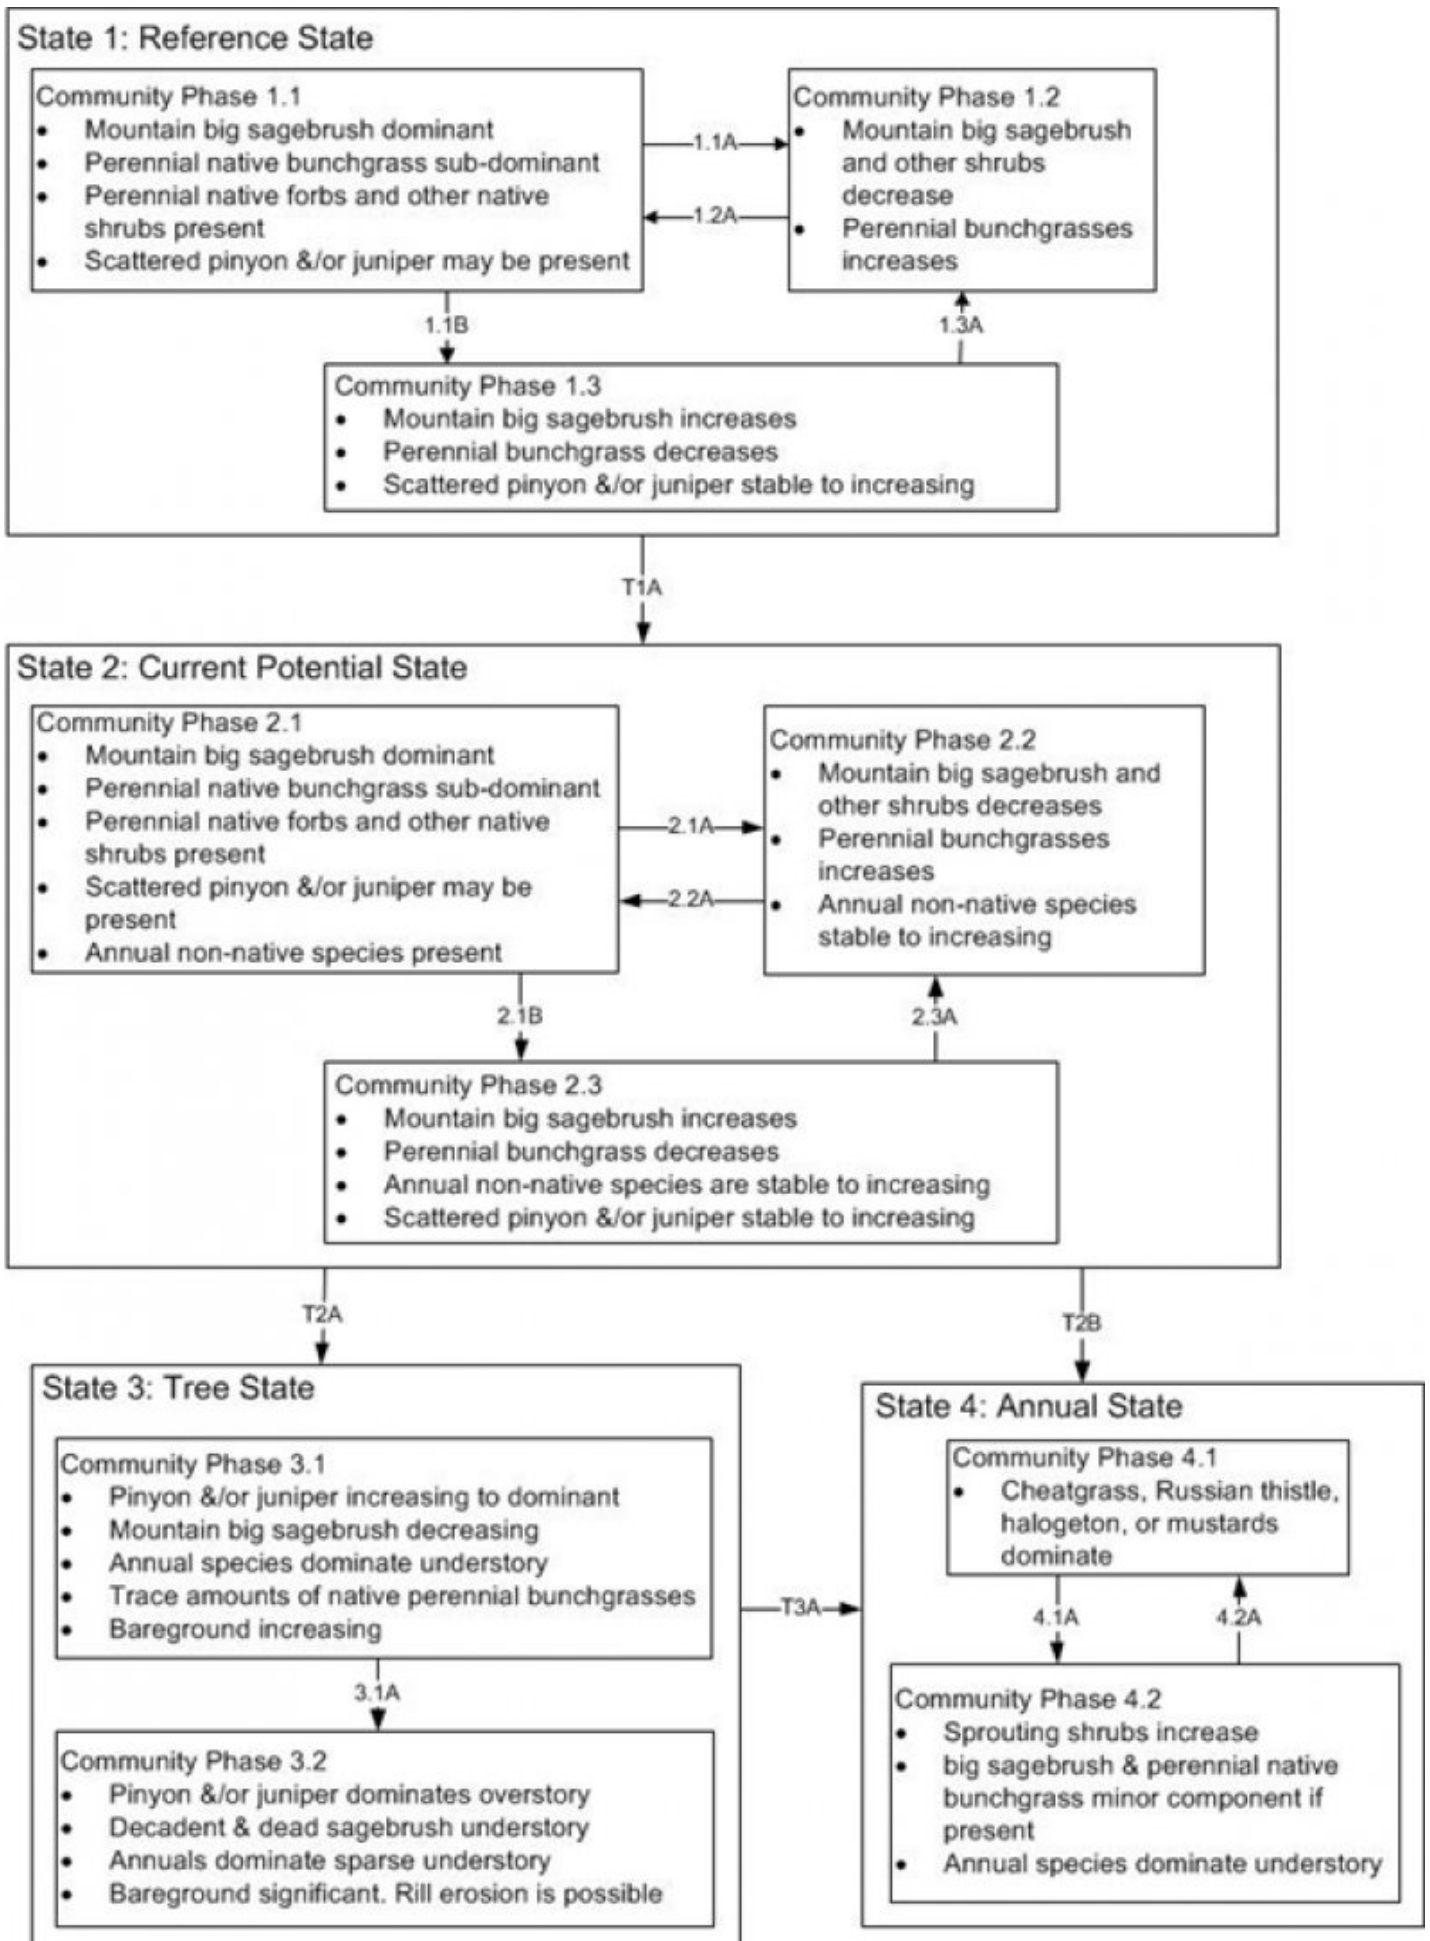 State 1: Reference State
Community Phase 1.1
• Mountain big sagebrush dominant
• Perennial native bunchgrass sub-dominant
• Perennial native forbs and other native
shrubs present
• Scattered pinyon &/or juniper may be present
1.1A
1.2A
Community Phase 1.2
• Mountain big sagebrush
and other shrubs
decrease
• Perennial bunchgrasses
increases
1.1B
1.3A
Community Phase 1.3
• Mountain big sagebrush increases
• Perennial bunchgrass decreases
• Scattered pinyon &/or juniper stable to increasing
T1A
State 2: Current Potential State
Community Phase 2.1
• Mountain big sagebrush dominant
• Perennial native bunchgrass sub-dominant
• Perennial native forbs and other native
shrubs present
• Scattered pinyon &/or juniper may be
present
• Annual non-native species present
2.1A
2.2A
Community Phase 2.2
• Mountain big sagebrush and
other shrubs decreases
• Perennial bunchgrasses
increases
• Annual non-native species
stable to increasing
2.1B
2.3A
Community Phase 2.3
• Mountain big sagebrush increases
• Perennial bunchgrass decreases
• Annual non-native species are stable to increasing
• Scattered pinyon &/or juniper stable to increasing
T2A
T2B
State 3: Tree State
Community Phase 3.1
• Pinyon &/or juniper increasing to dominant
• Mountain big sagebrush decreasing
• Annual species dominate understory
• Trace amounts of native perennial bunchgrasses
• Bareground increasing
3.1A
Community Phase 3.2
• Pinyon &/or juniper dominates overstory
• Decadent & dead sagebrush understory
• Annuals dominate sparse understory
• Bareground significant. Rill erosion is possible
T3A
State 4: Annual State
Community Phase 4.1
• Cheatgrass, Russian thistle,
halogeton, or mustards
dominate
4.1A
4.2A
Community Phase 4.2
• Sprouting shrubs increase
• big sagebrush & perennial native
bunchgrass minor component if
present
• Annual species dominate understory